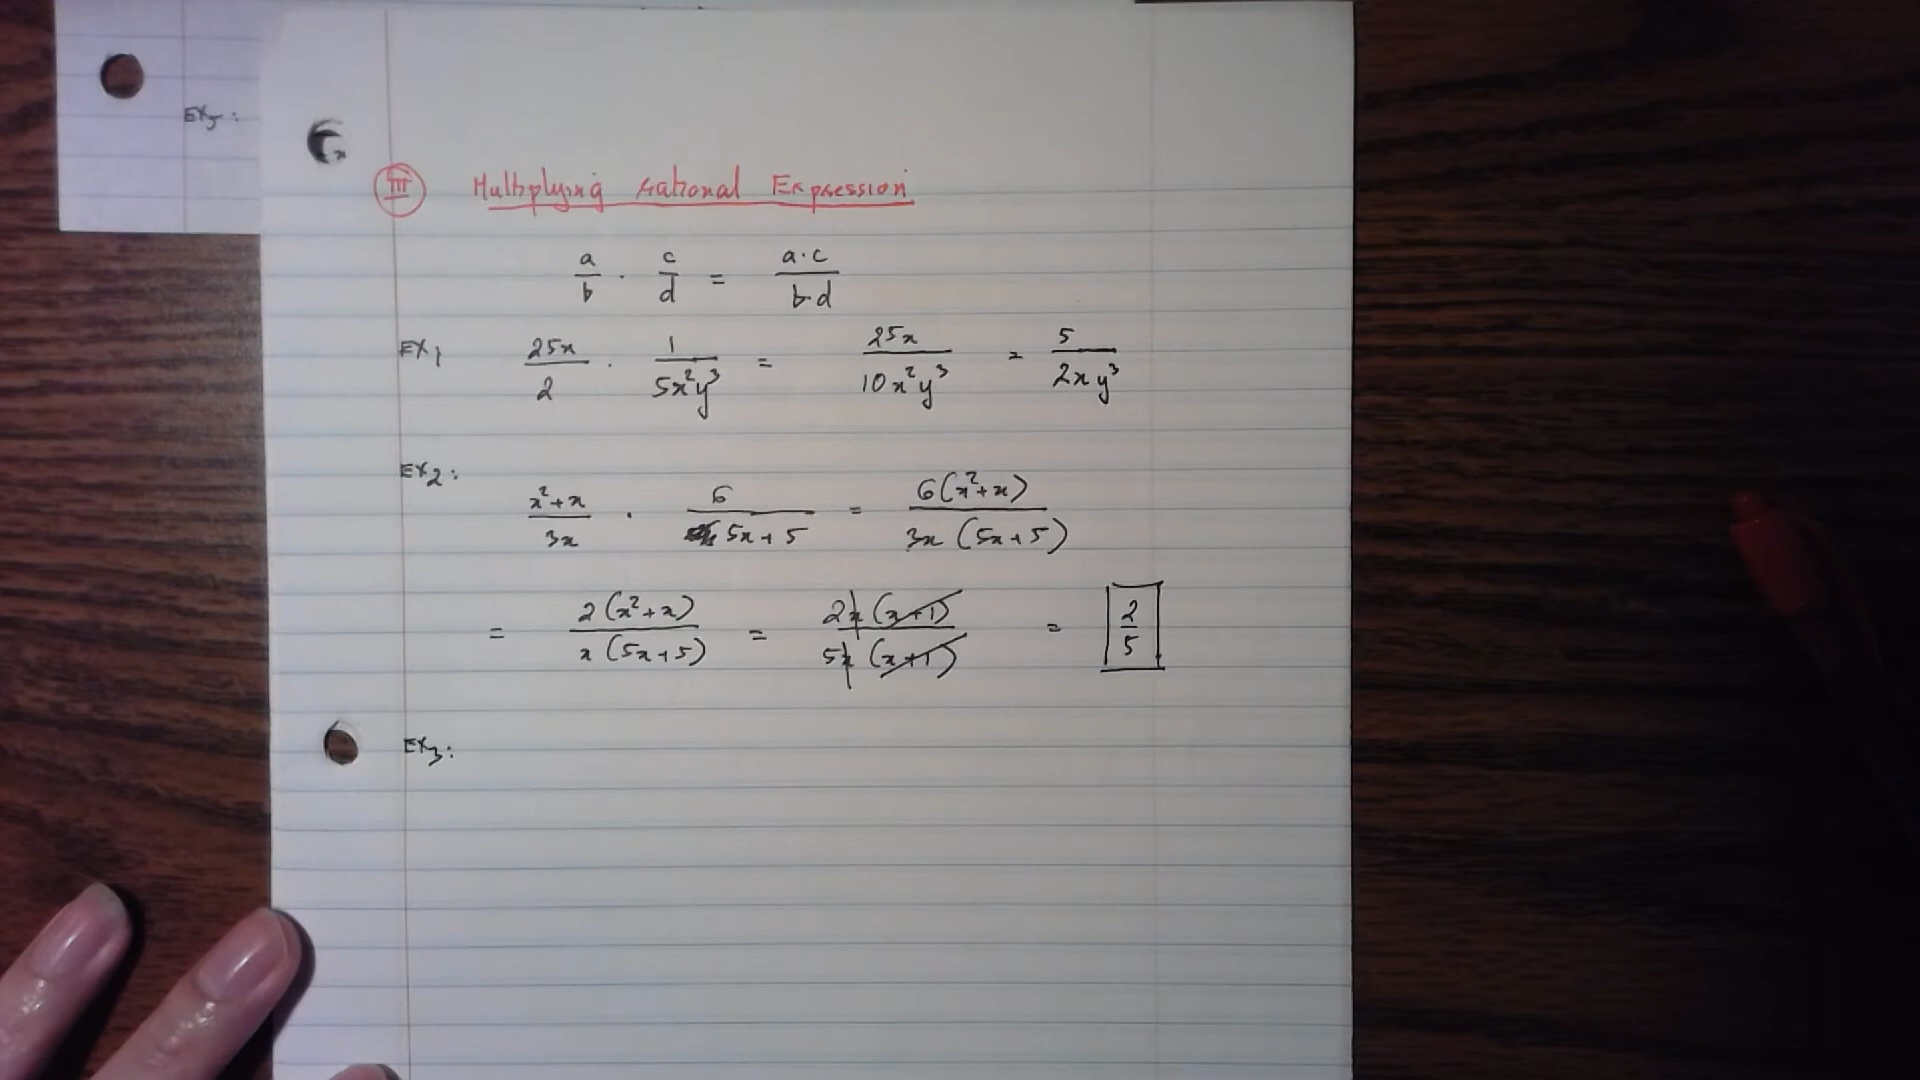 Ex5:
III Multiplying rational Expression
a/b · c/d = a·c/b·d
EX1 25x/2 · 1/5x²y³ = 25x/10x²y³ = 5/2xy³
EX2: x²+x/3x · 6/5x+5 = 6(x²+x)/3x(5x+5)
= 2(x²+x)/x(5x+5) = 2x(x+1)/5x(x+1) = 2/5
EX3: